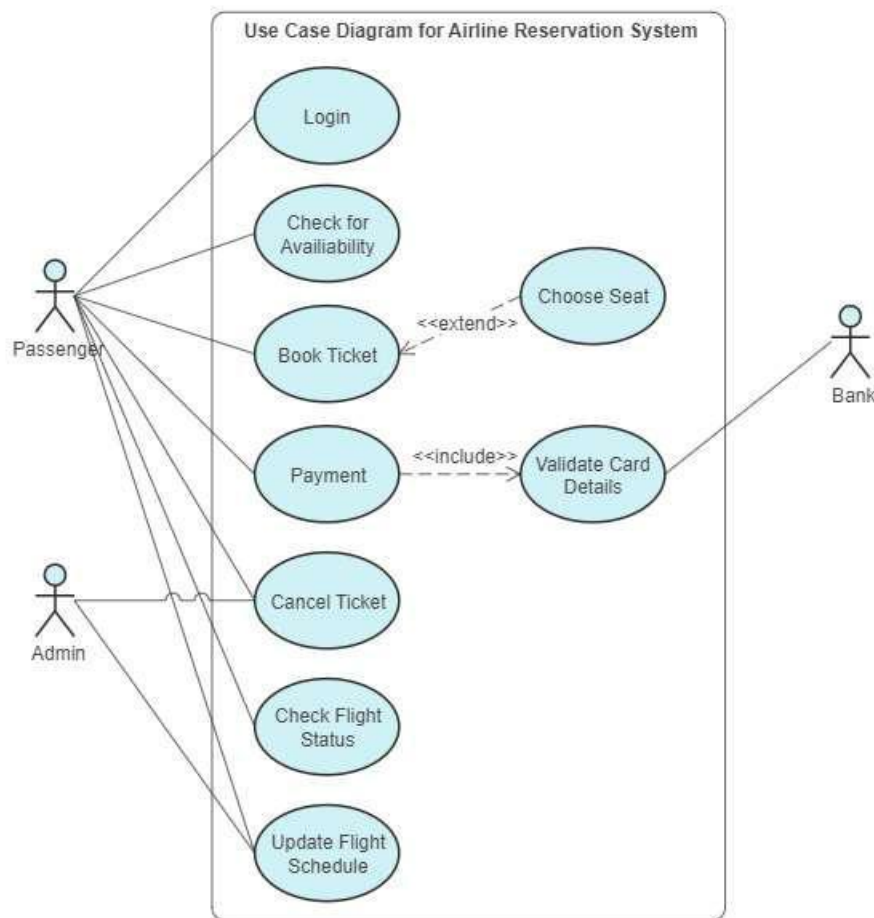 Use Case Diagram for Airline Reservation System
Login
Check for
Availiability
Choose Seat
<<extend>>
Book Ticket
Passenger
Bank
<<include>>
Payment
Validate Card
Details
Cancel Ticket
Admin
Check Flight
Status
Update Flight
Schedule